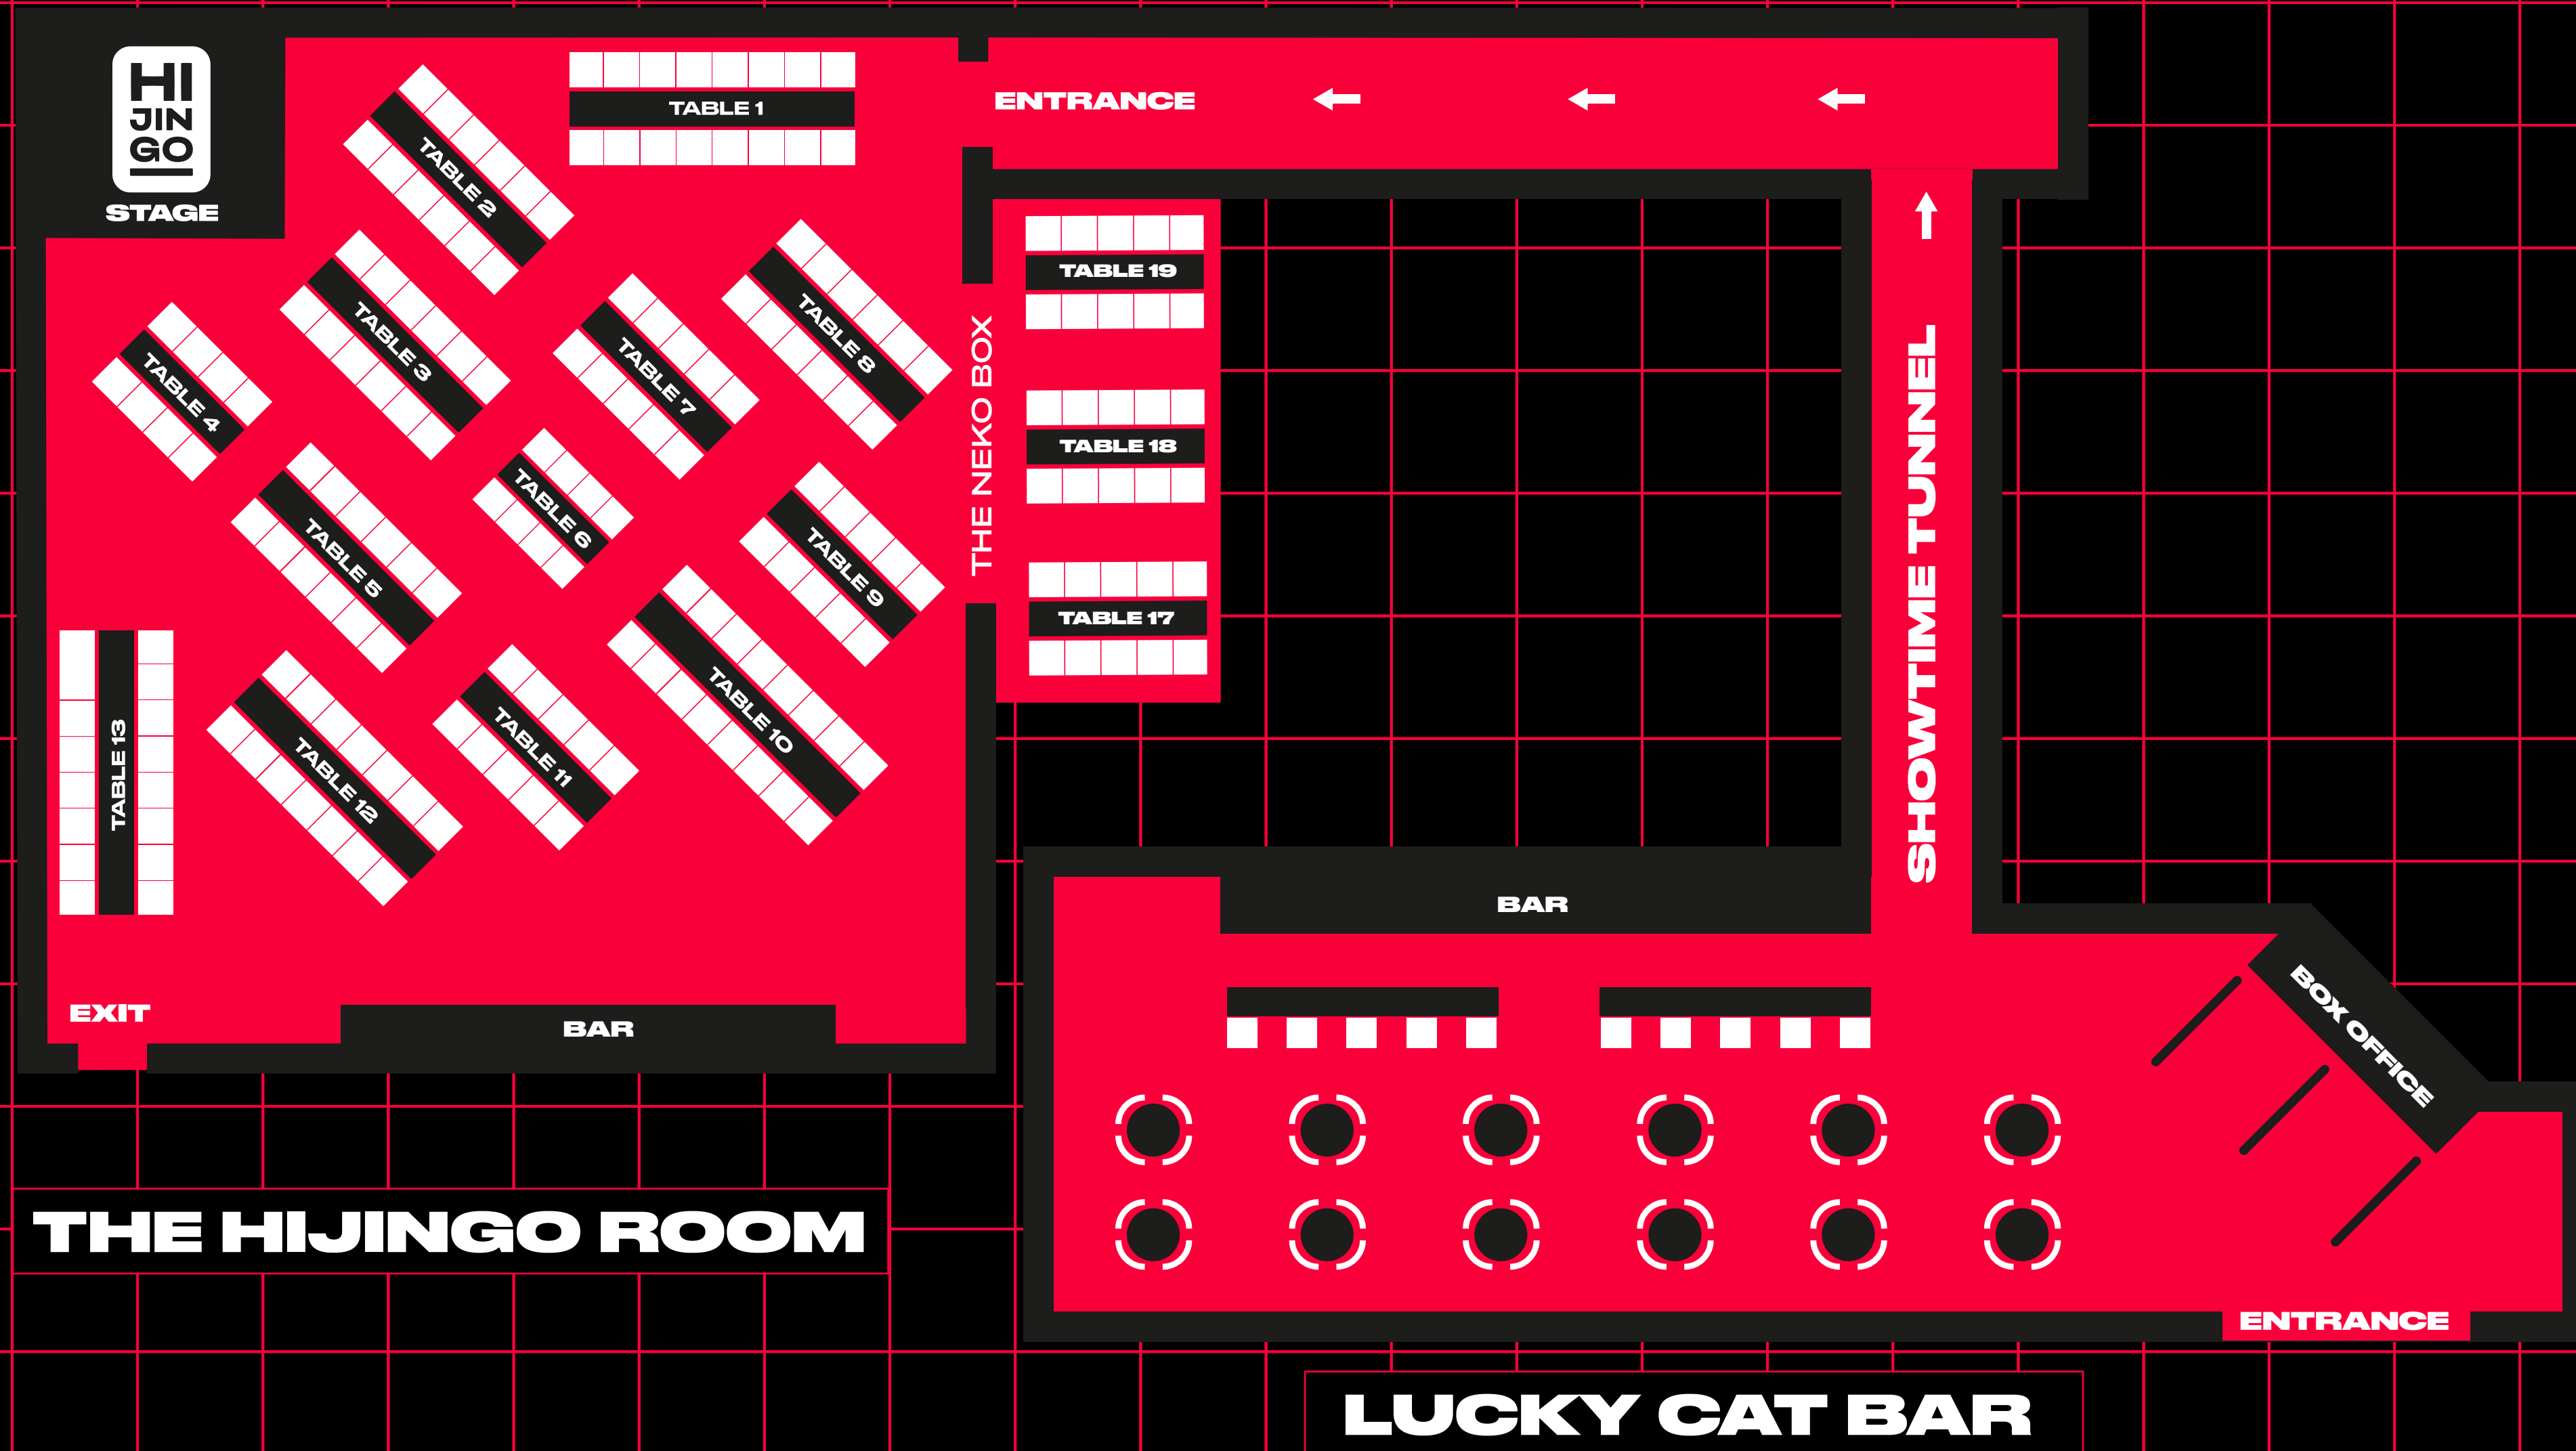 HI
JIN
GO
STAGE
TABLE 1
TABLE 2
TABLE 3
TABLE 4
TABLE 5
TABLE 6
TABLE 7
TABLE 8
TABLE 9
TABLE 10
TABLE 11
TABLE 12
TABLE 13
EXIT
BAR
ENTRANCE
THE NEKO BOX
TABLE 19
TABLE 18
TABLE 17
SHOWTIME TUNNEL
BAR
BOX OFFICE
ENTRANCE
THE HIJINGO ROOM
LUCKY CAT BAR